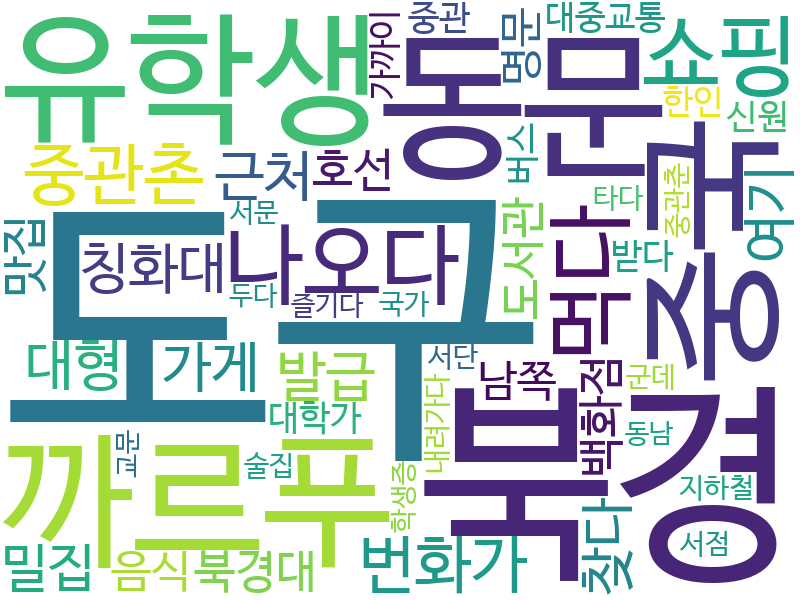 유학생
동문
쇼핑
중국
도구
북경
까르푸
나오다
먹다
중관촌
근처
호선
가까이
중관
명문
대중교통
한인
신원
버스
여기
맛집
칭화대
서문
두다
즐기다
국가
도서관
타다
중관춘
받다
대형
가게
발급
대학가
서단
남쪽
백화점
군데
동남
내려가다
교문
술집
학생증
지하철
서점
찾다
밀집
음식
북경대
번화가